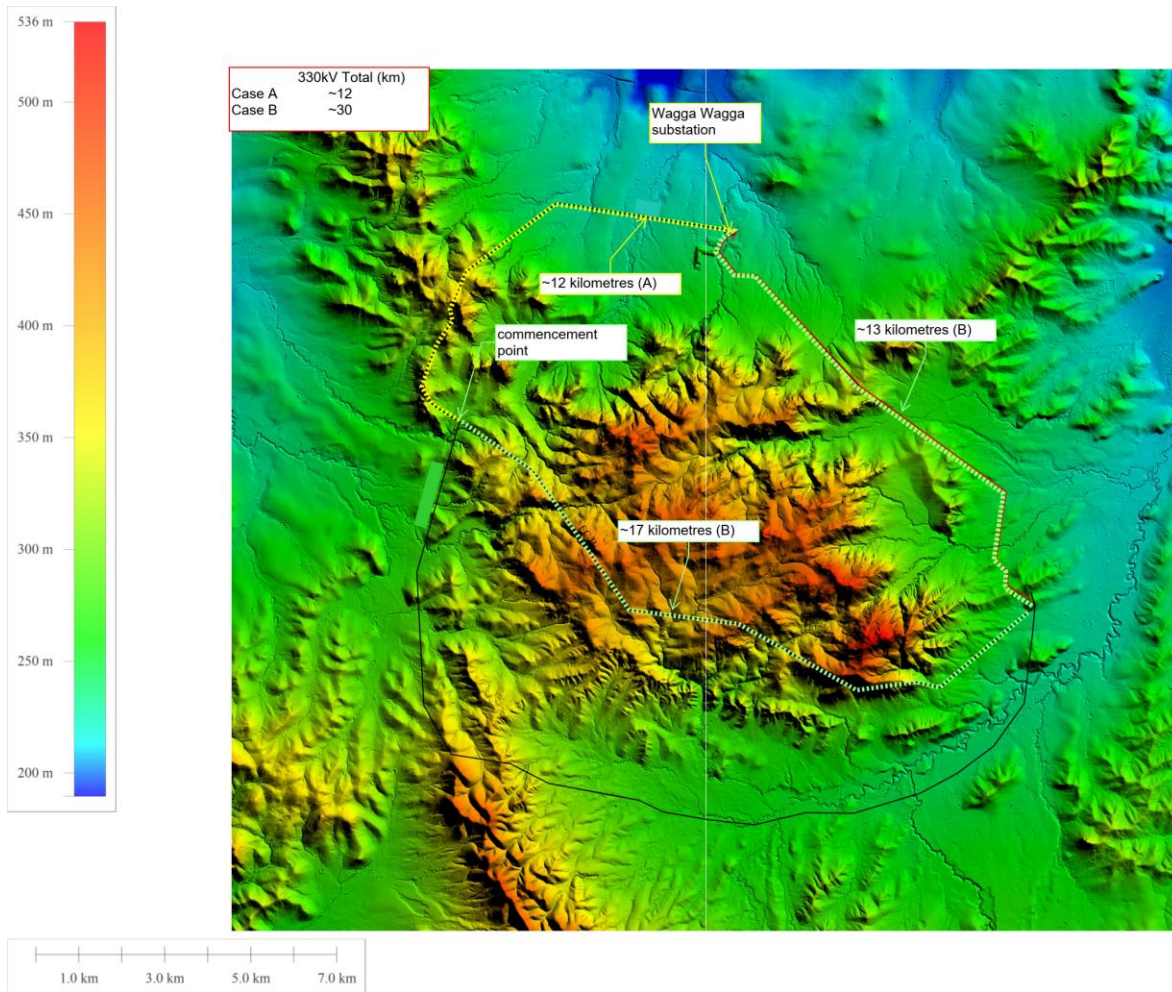 536 m
500 m
450 m
400 m
350 m
300 m
250 m
200 m
330kV Total (km)
Case A ~12
Case B ~30
Wagga Wagga
substation
~12 kilometres (A)
commencement
point
~13 kilometres (B)
~17 kilometres (B)
1.0 km 3.0 km 5.0 km 7.0 km